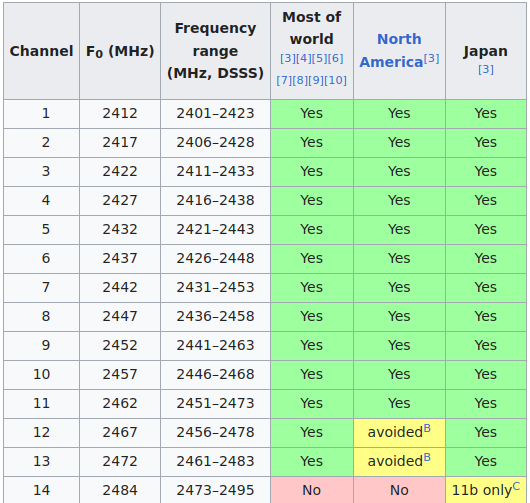 Channel F₀ (MHz) Frequency range (MHz, DSSS) Most of world [3][4][5][6][7][8][9][10] North America[3] Japan [3]
1 2412 2401–2423 Yes Yes Yes
2 2417 2406–2428 Yes Yes Yes
3 2422 2411–2433 Yes Yes Yes
4 2427 2416–2438 Yes Yes Yes
5 2432 2421–2443 Yes Yes Yes
6 2437 2426–2448 Yes Yes Yes
7 2442 2431–2453 Yes Yes Yes
8 2447 2436–2458 Yes Yes Yes
9 2452 2441–2463 Yes Yes Yes
10 2457 2446–2468 Yes Yes Yes
11 2462 2451–2473 Yes Yes Yes
12 2467 2456–2478 Yes avoidedB Yes
13 2472 2461–2483 Yes avoidedB Yes
14 2484 2473–2495 No No 11b onlyC